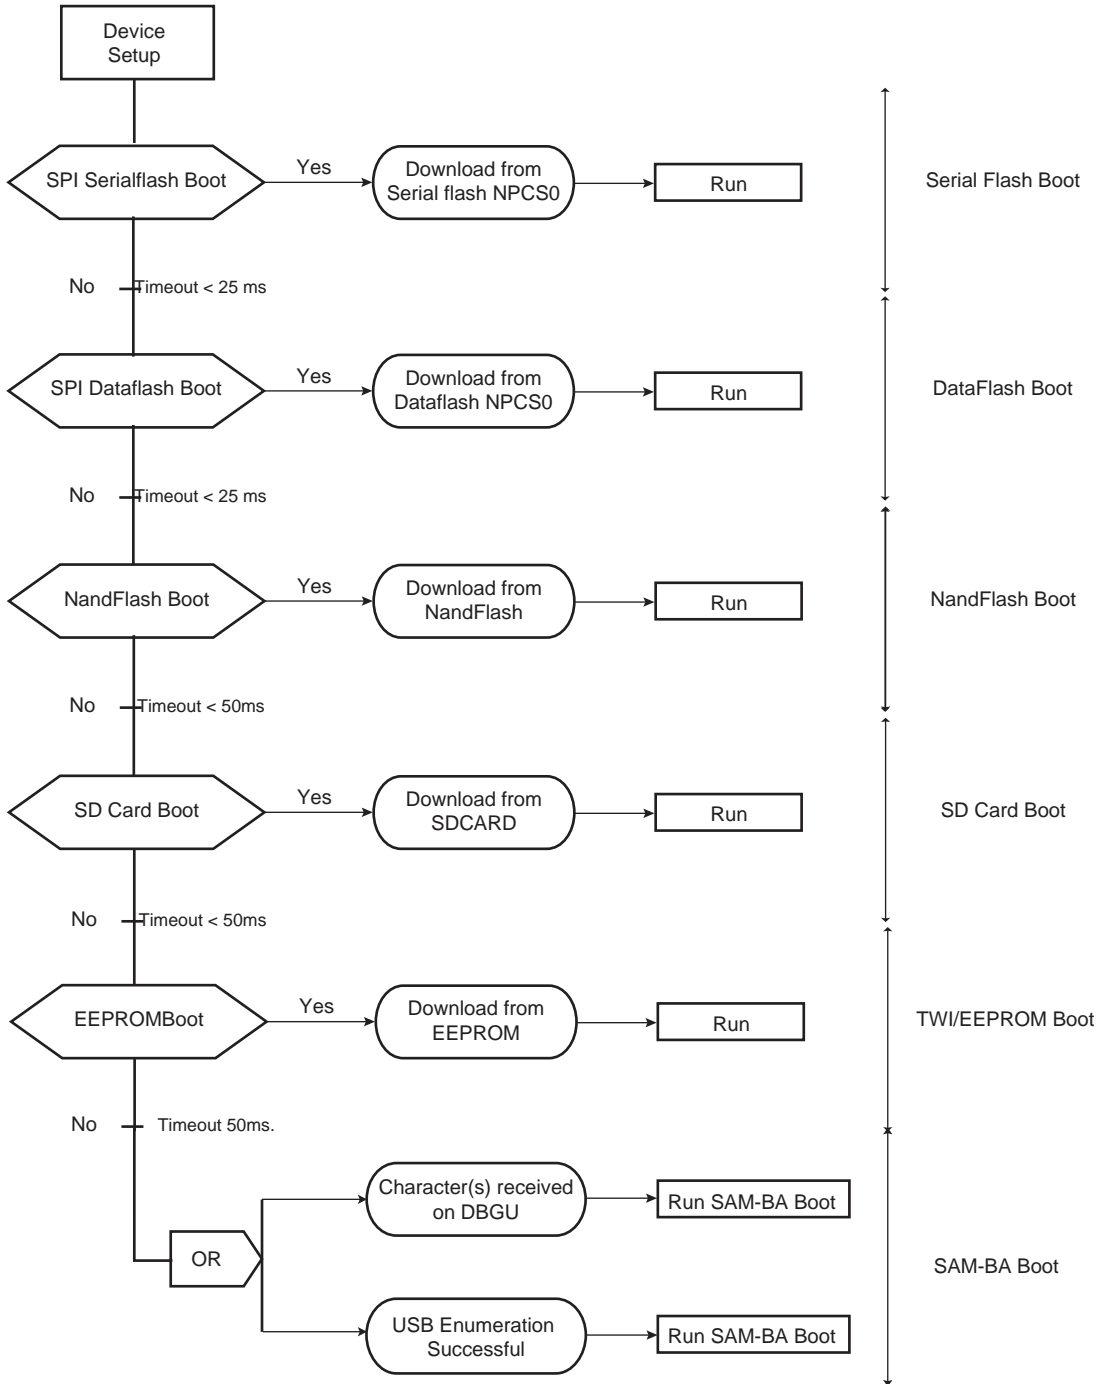 Device
Setup
SPI Serialflash Boot
Yes
Download from
Serial flash NPCS0
Run
Serial Flash Boot
No
Timeout < 25 ms
SPI Dataflash Boot
Yes
Download from
Dataflash NPCS0
Run
DataFlash Boot
No
Timeout < 25 ms
NandFlash Boot
Yes
Download from
NandFlash
Run
NandFlash Boot
No
Timeout < 50ms
SD Card Boot
Yes
Download from
SDCARD
Run
SD Card Boot
No
Timeout < 50ms
EEPROMBoot
Yes
Download from
EEPROM
Run
TWI/EEPROM Boot
No
Timeout 50ms.
Character(s) received
on DBGU
Run SAM-BA Boot
OR
SAM-BA Boot
USB Enumeration
Successful
Run SAM-BA Boot